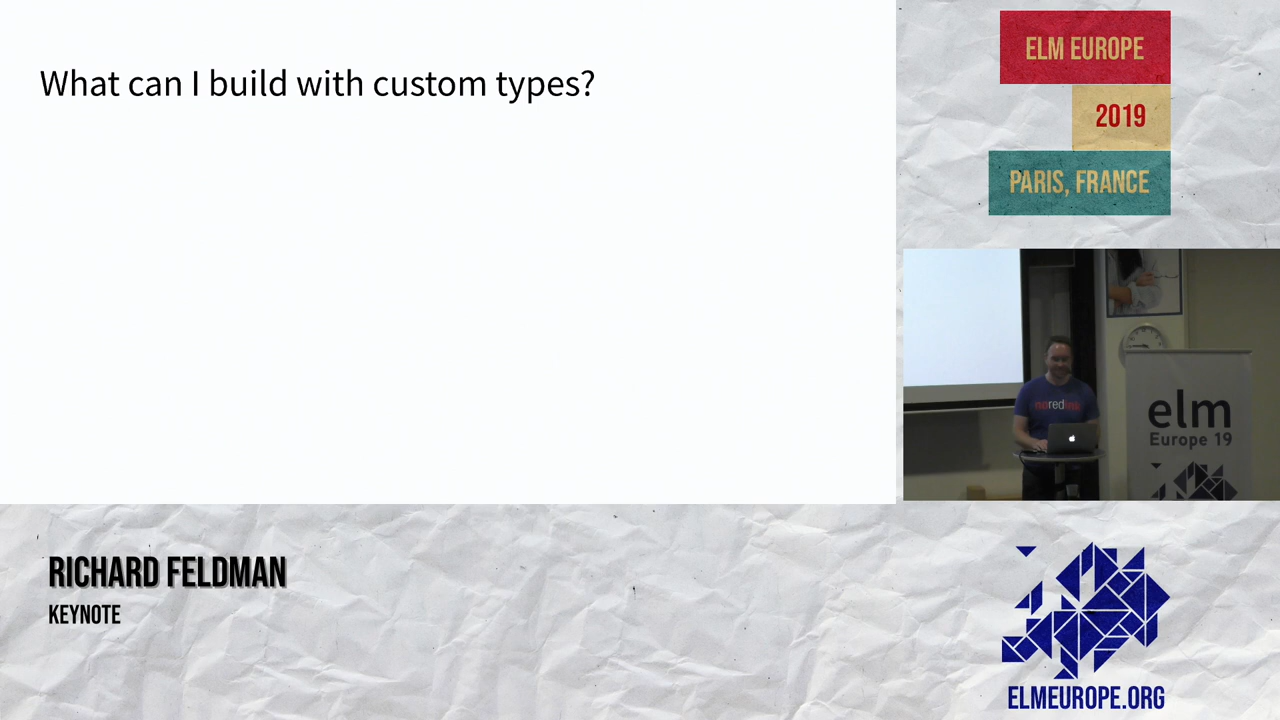 What can I build with custom types?
ELM EUROPE
2019
PARIS, FRANCE
noredink
elm
Europe 19
RICHARD FELDMAN
KEYNOTE
ELMEUROPE.ORG